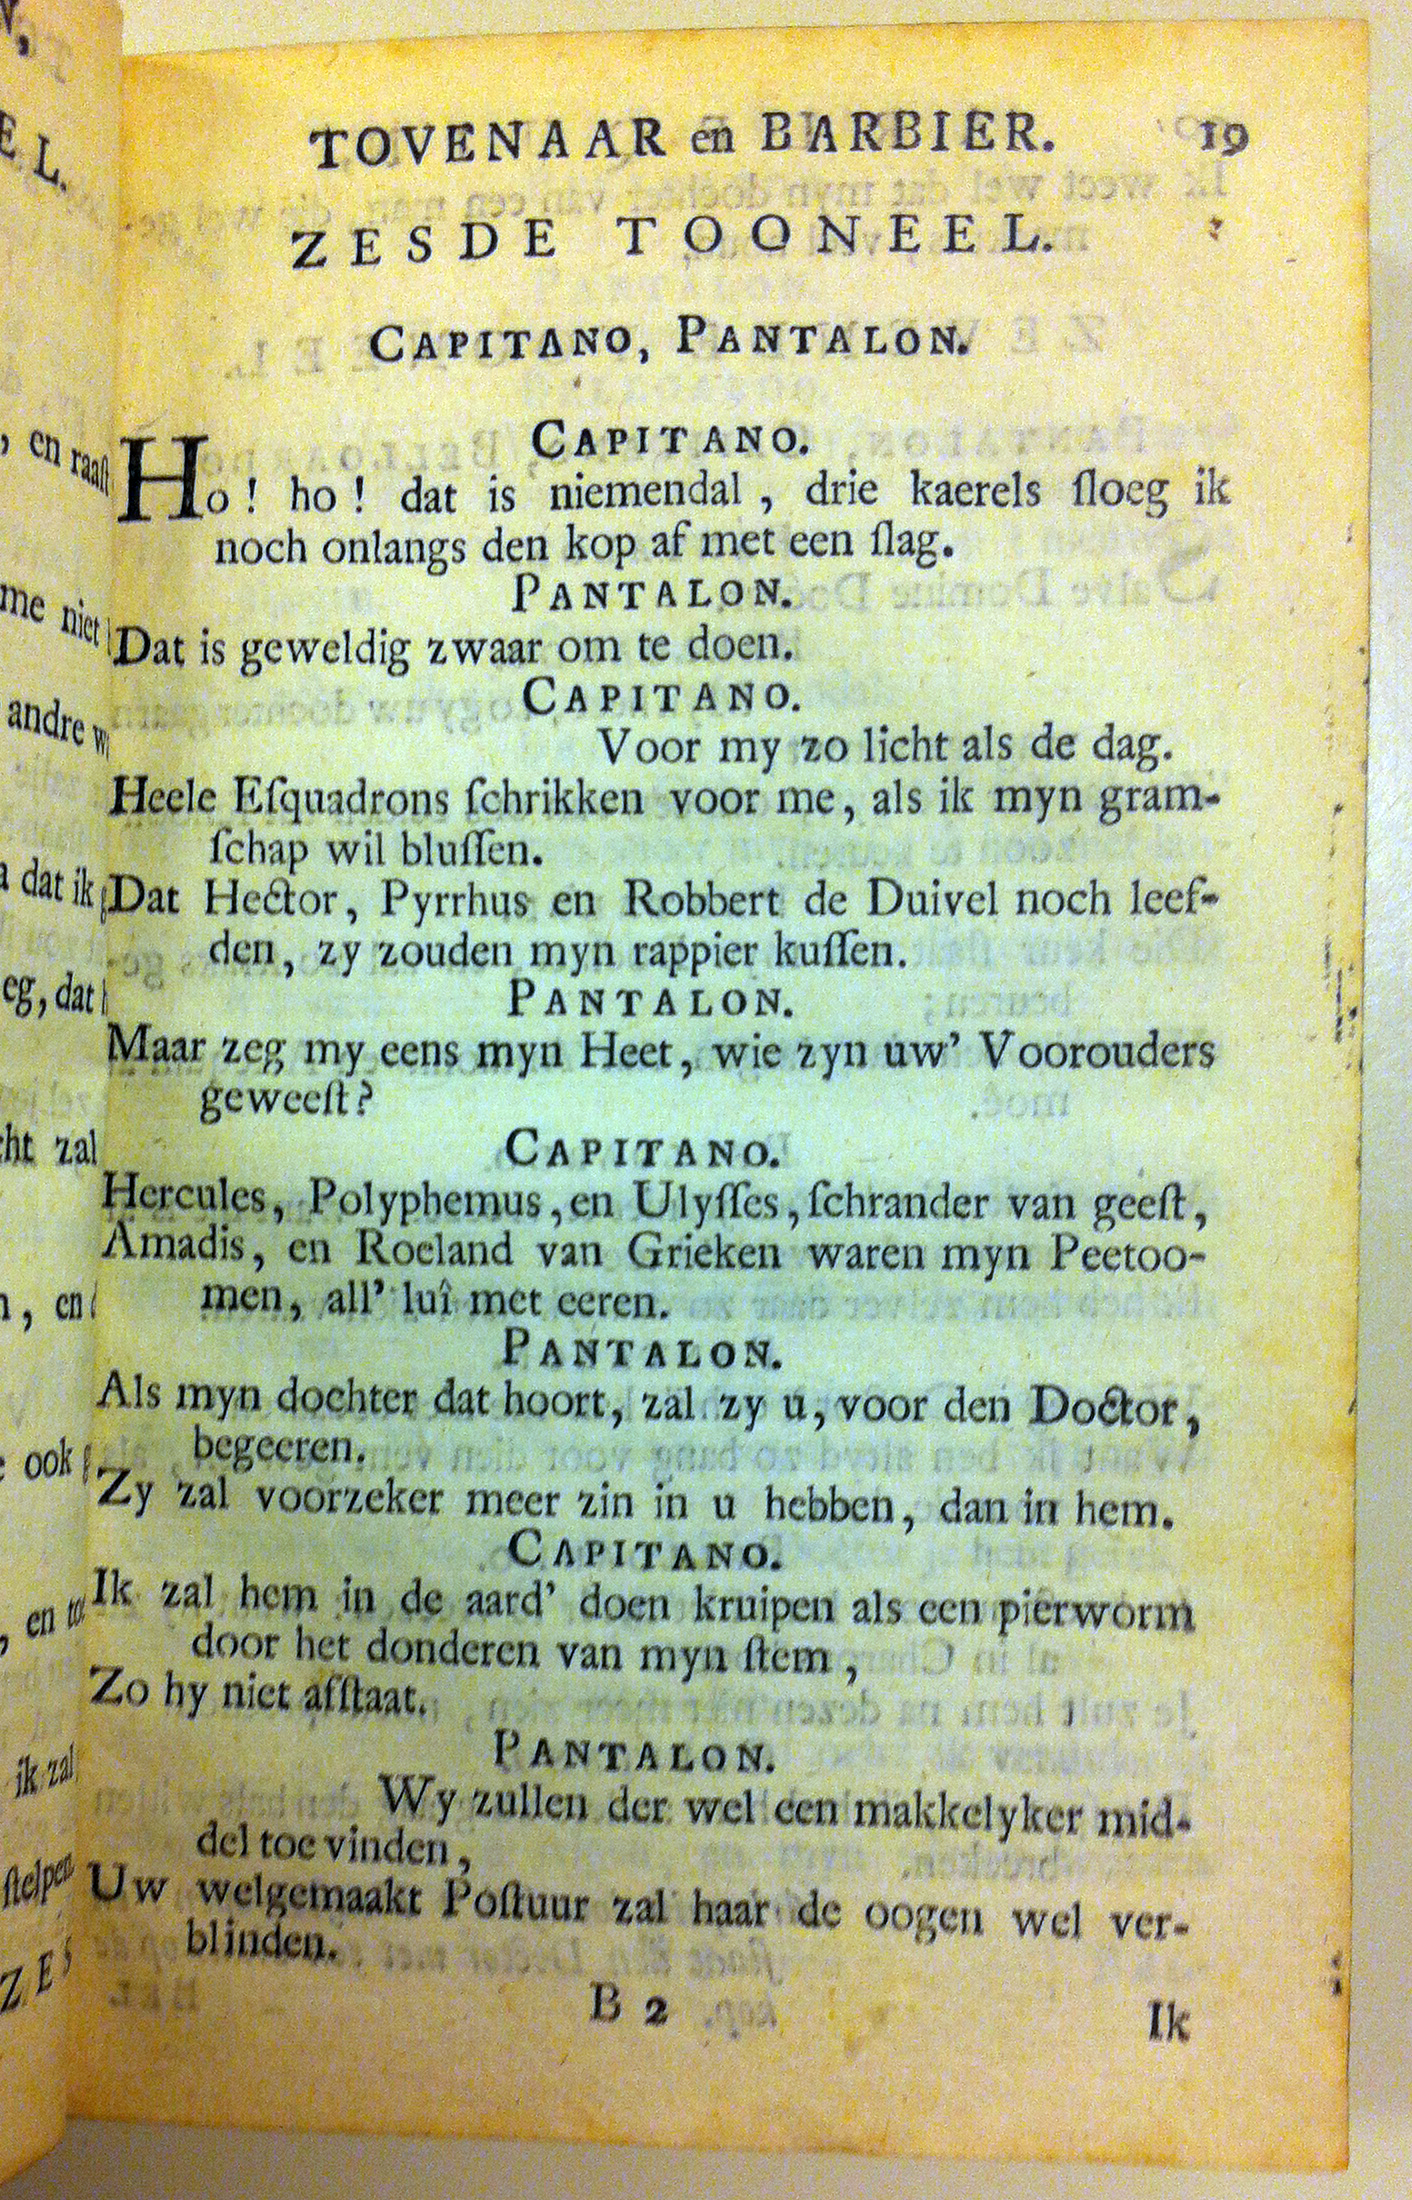 TOVENAAR en BARBIER. 19
ZESDE TOONEEL.
CAPITANO, PANTALON.
CAPITANO.
Ho! ho! dat is niemendal, drie kaerels ſloeg ik
noch onlangs den kop af met een ſlag.
PANTALON.
Dat is geweldig zwaar om te doen.
CAPITANO.
Voor my zo licht als de dag.
Heele Eſquadrons ſchrikken voor me, als ik myn gram-
ſchap wil bluſſen.
Dat Hector, Pyrrhus en Robbert de Duivel noch leef-
den, zy zouden myn rappier kuſſen.
PANTALON.
Maar zeg my eens myn Heet, wie zyn uw' Voorouders
geweeſt?
CAPITANO.
Hercules, Polyphemus, en Ulyſſes, ſchrander van geeſt,
Amadis, en Roeland van Grieken waren myn Peetoo-
men, all' luî met eeren.
PANTALON.
Als myn dochter dat hoort, zal zy u, voor den Doctor,
begeeren.
Zy zal voorzeker meer zin in u hebben, dan in hem.
CAPITANO.
Ik zal hem in de aard' doen kruipen als een pierworm
door het donderen van myn ſtem,
Zo hy niet afſtaat.
PANTALON.
Wy zullen der wel een makkelyker mid-
del toe vinden,
Uw welgemaakt Poſtuur zal haar de oogen wel ver-
blinden.
B 2 Ik